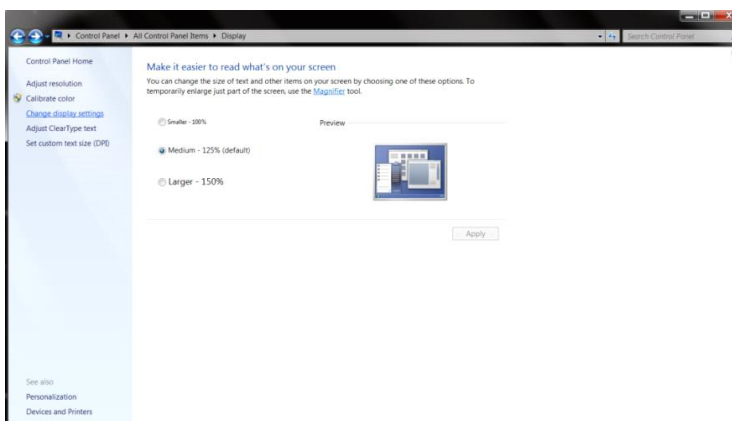 Control Panel ▸ All Control Panel Items ▸ Display
Search Control Panel
Control Panel Home
Adjust resolution
Calibrate color
Change display settings
Adjust ClearType text
Set custom text size (DPI)
Make it easier to read what's on your screen
You can change the size of text and other items on your screen by choosing one of these options. To
temporarily enlarge just part of the screen, use the Magnifier tool.
Smaller - 100%
Preview
Medium - 125% (default)
Larger - 150%
Apply
See also
Personalization
Devices and Printers